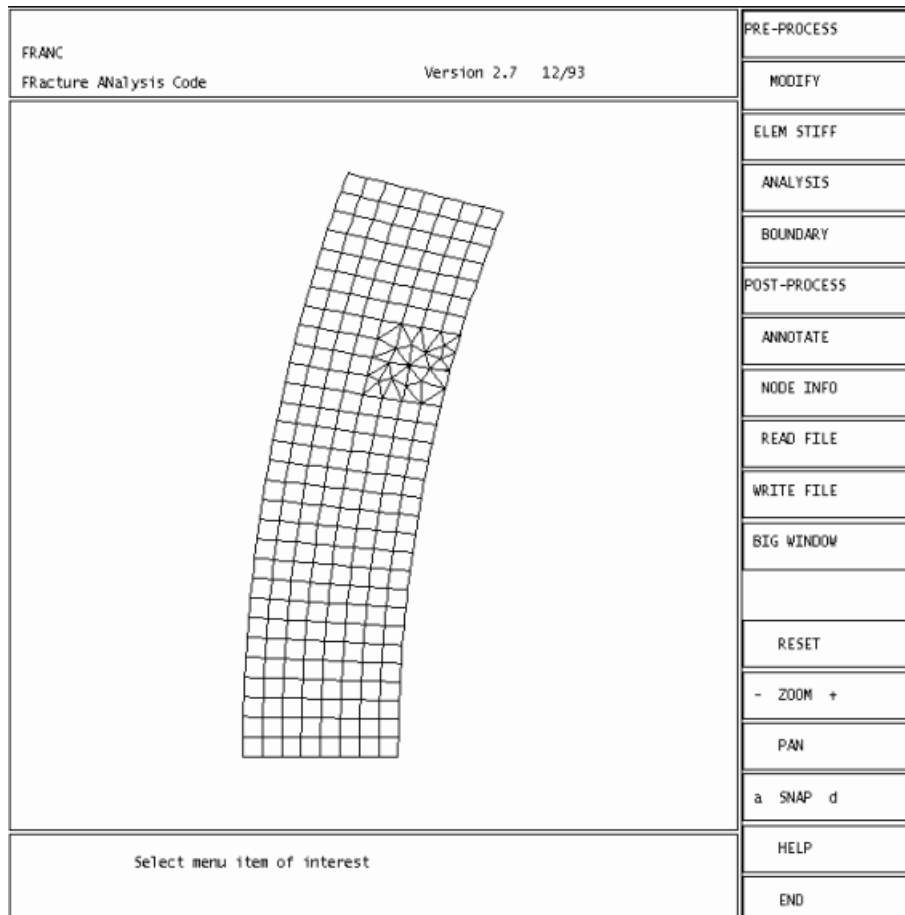 FRANC
FRacture ANalysis Code
Version 2.7 12/93
PRE-PROCESS
MODIFY
ELEM STIFF
ANALYSIS
BOUNDARY
POST-PROCESS
ANNOTATE
NODE INFO
READ FILE
WRITE FILE
BIG WINDOW
RESET
- ZOOM +
PAN
a SNAP d
HELP
END
Select menu item of interest